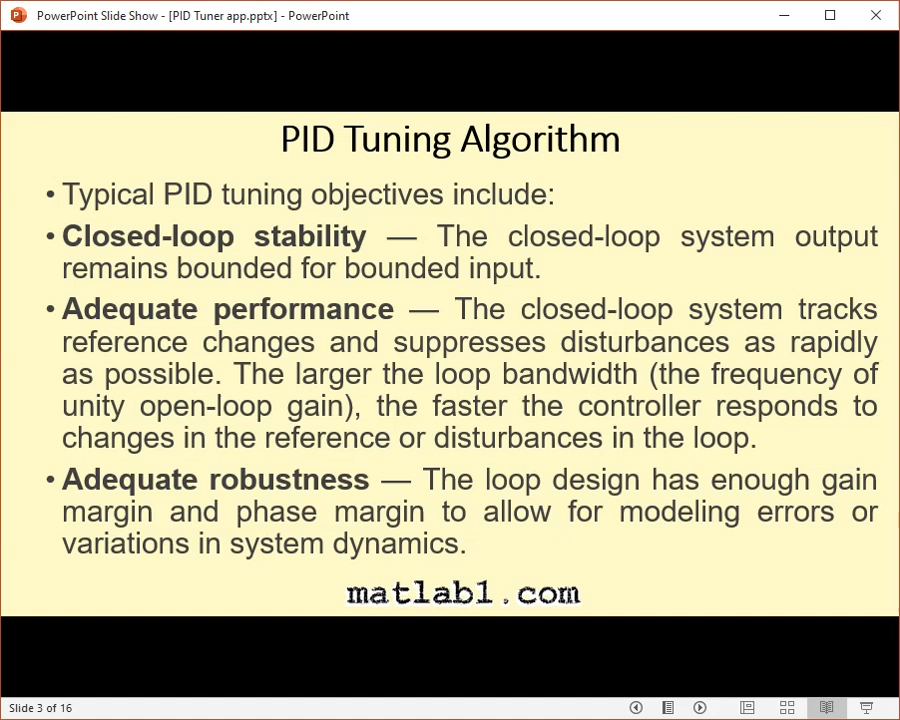 PowerPoint Slide Show - [PID Tuner app.pptx] - PowerPoint
PID Tuning Algorithm
• Typical PID tuning objectives include:
• Closed-loop stability — The closed-loop system output
remains bounded for bounded input.
• Adequate performance — The closed-loop system tracks
reference changes and suppresses disturbances as rapidly
as possible. The larger the loop bandwidth (the frequency of
unity open-loop gain), the faster the controller responds to
changes in the reference or disturbances in the loop.
• Adequate robustness — The loop design has enough gain
margin and phase margin to allow for modeling errors or
variations in system dynamics.
matlab1.com
Slide 3 of 16